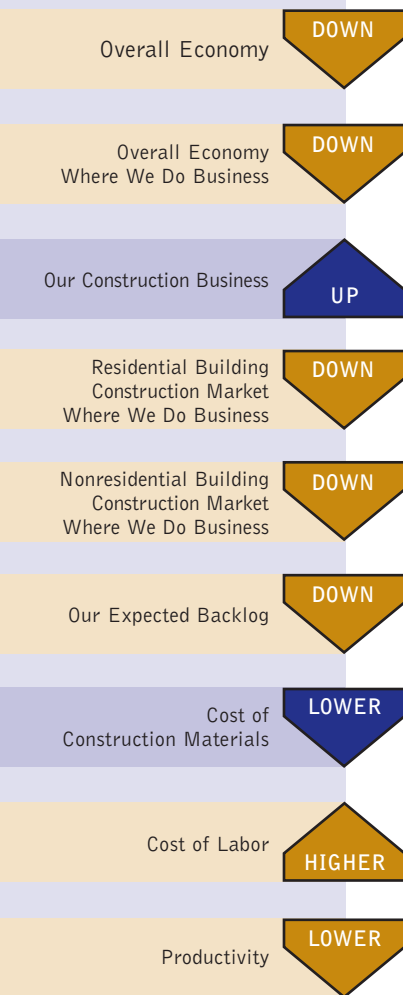 Overall Economy
DOWN
Overall Economy
Where We Do Business
DOWN
Our Construction Business
UP
Residential Building
Construction Market
Where We Do Business
DOWN
Nonresidential Building
Construction Market
Where We Do Business
DOWN
Our Expected Backlog
DOWN
Cost of
Construction Materials
LOWER
Cost of Labor
HIGHER
Productivity
LOWER